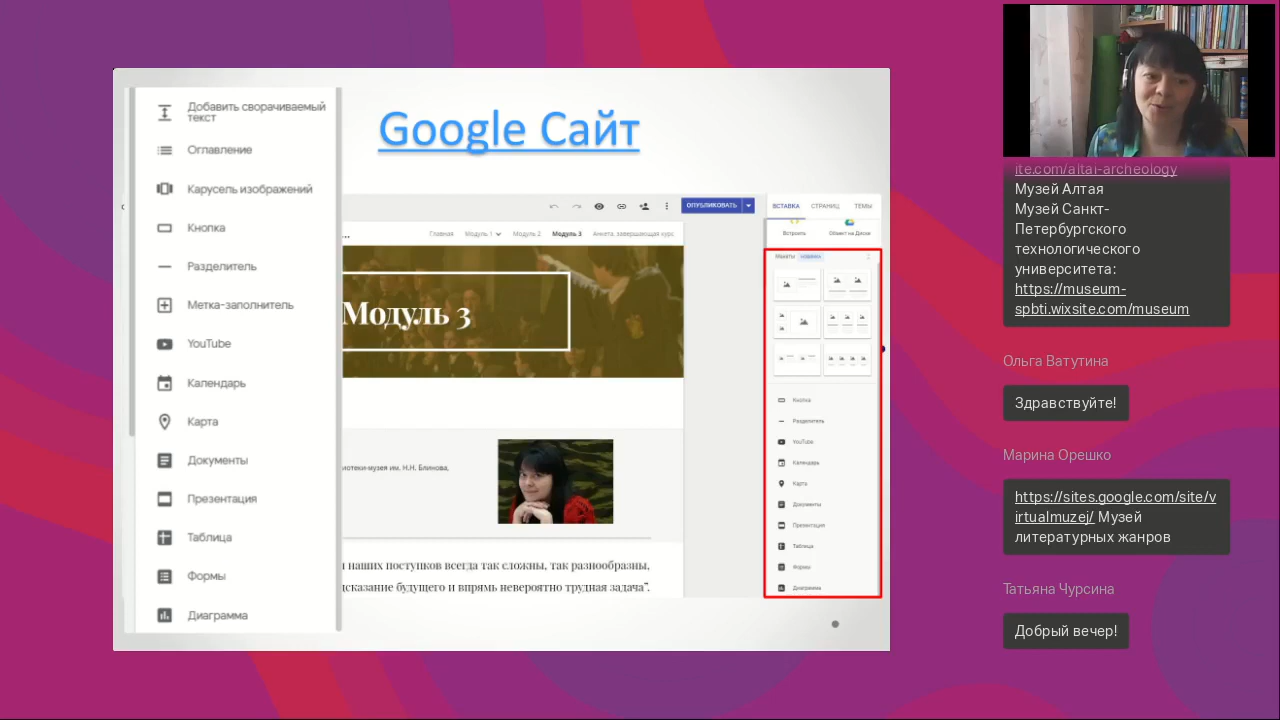 Google Сайт
Добавить сворачиваемый
текст
Оглавление
Карусель изображений
Кнопка
Разделитель
Метка-заполнитель
YouTube
Календарь
Карта
Документы
Презентация
Таблица
Формы
Диаграмма
ОПУБЛИКОВАТЬ
Главная Модуль 1 Модуль 2 Модуль 3 Анкета. завершающая курс
Модуль 3
им. Н.Н. Блинова,
наших поступков всегда так сложны, так разнообразны,
будущего и впрямь невероятно трудная задача".
ВСТАВКА СТРАНИЦ ТЕМЫ
Встроить Объект на Диске
Макеты НОВИНКА
Кнопка
Разделитель
YouTube
Календарь
Карта
Документы
Презентация
Таблица
Формы
Диаграмма
ite.com/altai-archeology
Музей Алтая
Музей Санкт-
Петербургского
технологического
университета:
https://museum-
spbti.wixsite.com/museum
Ольга Ватутина
Здравствуйте!
Марина Орешко
https://sites.google.com/site/v
irtualmuzej/ Музей
литературных жанров
Татьяна Чурсина
Добрый вечер!